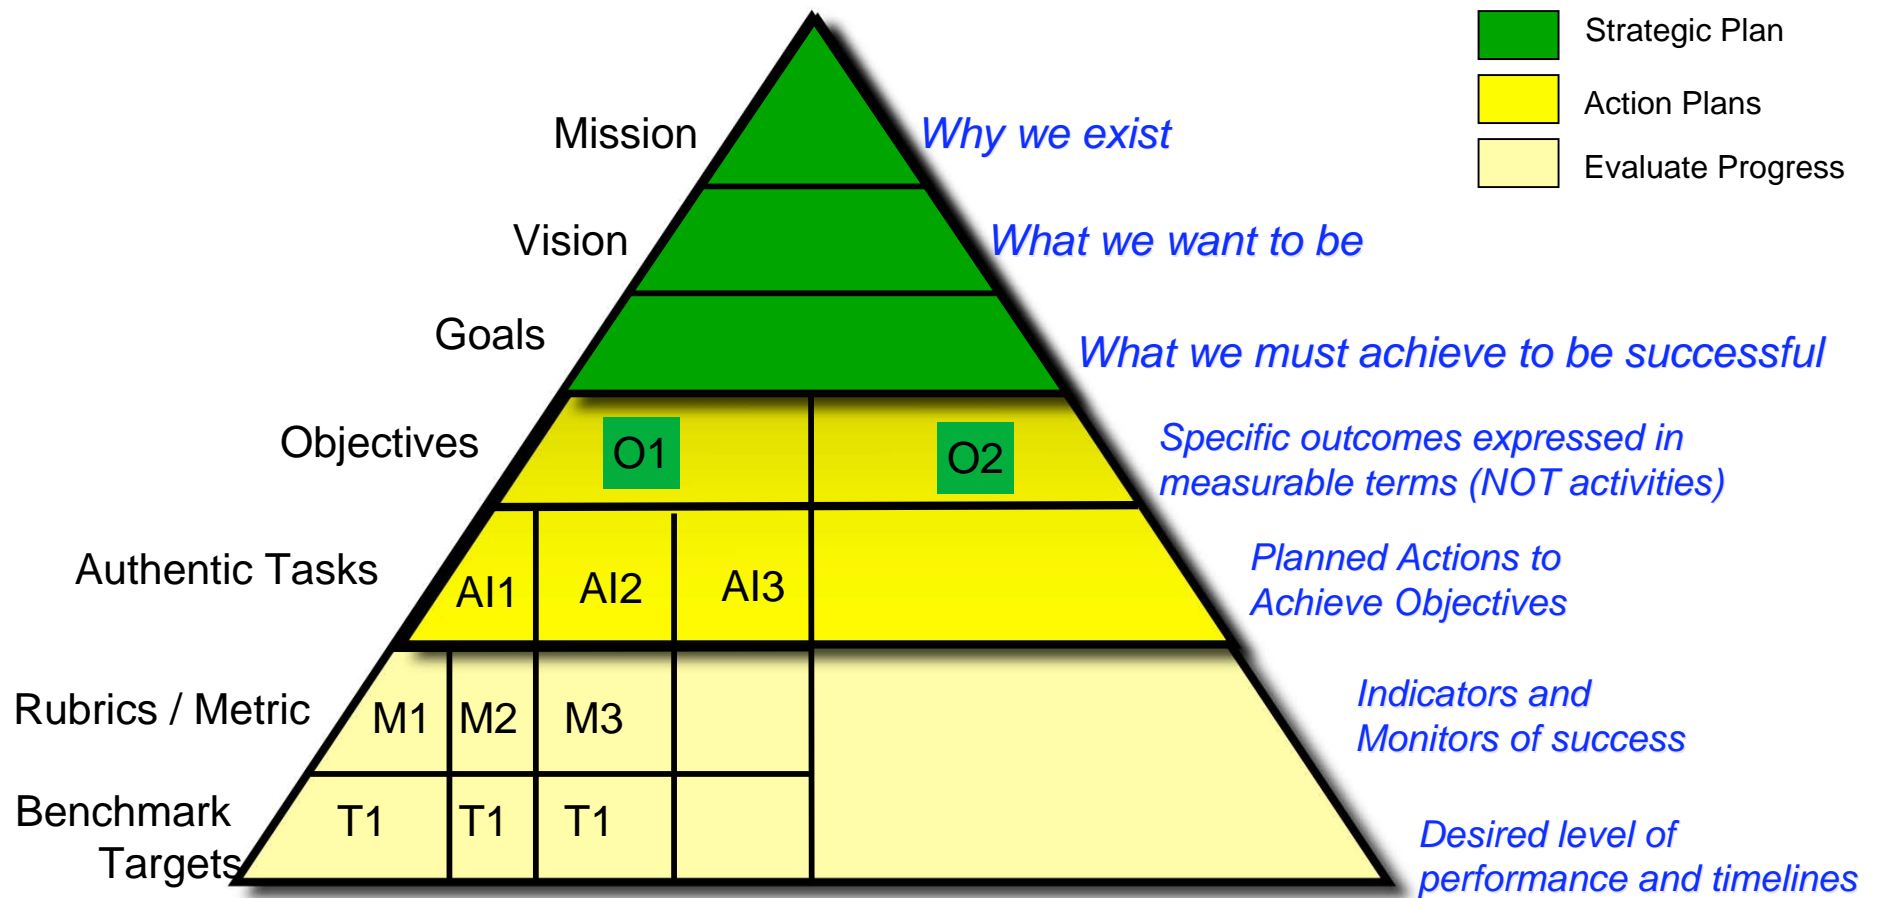 Strategic Plan
Action Plans
Evaluate Progress
Mission
Why we exist
Vision
What we want to be
Goals
What we must achieve to be successful
Objectives
O1
O2
Specific outcomes expressed in
measurable terms (NOT activities)
Authentic Tasks
AI1
AI2
AI3
Planned Actions to
Achieve Objectives
Rubrics / Metric
M1
M2
M3
Indicators and
Monitors of success
Benchmark
Targets
T1
T1
T1
Desired level of
performance and timelines